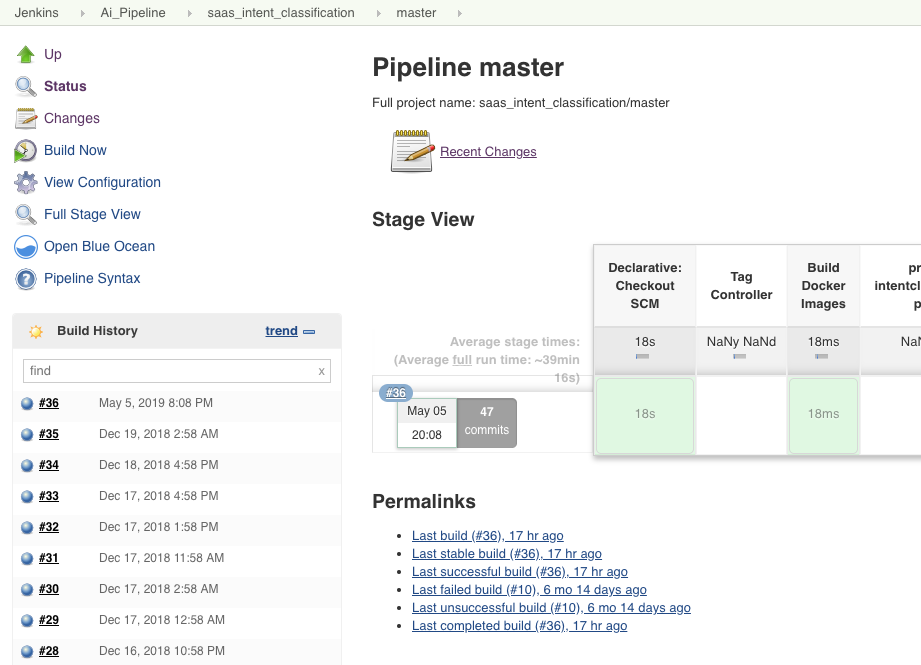 Jenkins
Ai_Pipeline
saas_intent_classification
master
Up
Status
Changes
Build Now
View Configuration
Full Stage View
Open Blue Ocean
Pipeline Syntax
Build History
trend
find
x
#36
May 5, 2019 8:08 PM
#35
Dec 19, 2018 2:58 AM
#34
Dec 18, 2018 4:58 PM
#33
Dec 17, 2018 4:58 PM
#32
Dec 17, 2018 1:58 PM
#31
Dec 17, 2018 11:58 AM
#30
Dec 17, 2018 2:58 AM
#29
Dec 17, 2018 12:58 AM
#28
Dec 16, 2018 10:58 PM
Pipeline master
Full project name: saas_intent_classification/master
Recent Changes
Stage View
Declarative:
Checkout
SCM
Tag
Controller
Build
Docker
Images
pr
intentcl
p
Average stage times:
(Average full run time: ~39min
16s)
18s
NaNy NaNd
18ms
NaN
#36
May 05
20:08
47
commits
18s
18ms
Permalinks
Last build (#36), 17 hr ago
Last stable build (#36), 17 hr ago
Last successful build (#36), 17 hr ago
Last failed build (#10), 6 mo 14 days ago
Last unsuccessful build (#10), 6 mo 14 days ago
Last completed build (#36), 17 hr ago